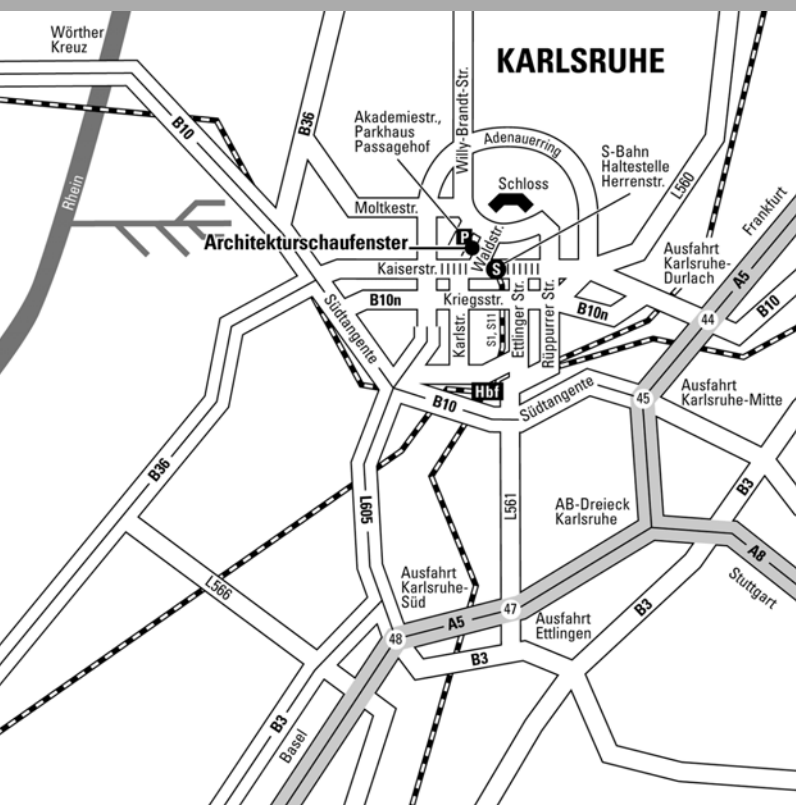 Wörther
Kreuz
KARLSRUHE
B10
B36
Akademiestr.,
Parkhaus
Passagehof
Willy-Brandt-Str.
Adenauerring
S-Bahn
Haltestelle
Herrenstr.
L560
Rhein
Schloss
Moltkestr.
Frankfurt
P
Waldstr.
Architekturschaufenster
Ausfahrt
Karlsruhe-
Durlach
A5
Kaiserstr.
S
B10n
Kriegsstr.
B10n
B10
44
Südtangente
Karlstr.
S1, S11
Ettlinger Str.
Rüppurrer Str.
Hbf
B10
Südtangente
45
Ausfahrt
Karlsruhe-Mitte
B36
L605
L561
AB-Dreieck
Karlsruhe
B3
A8
Stuttgart
L566
Ausfahrt
Karlsruhe-
Süd
47
A5
48
Ausfahrt
Ettlingen
B3
B3
B3
Basel